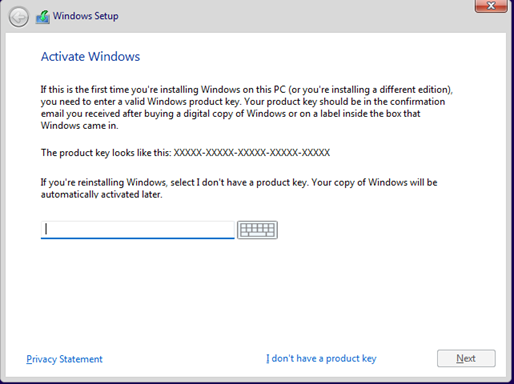 Windows Setup
Activate Windows
If this is the first time you're installing Windows on this PC (or you're installing a different edition),
you need to enter a valid Windows product key. Your product key should be in the confirmation
email you received after buying a digital copy of Windows or on a label inside the box that
Windows came in.
The product key looks like this: XXXXX-XXXXX-XXXXX-XXXXX-XXXXX
If you're reinstalling Windows, select I don't have a product key. Your copy of Windows will be
automatically activated later.
Privacy Statement
I don't have a product key
Next